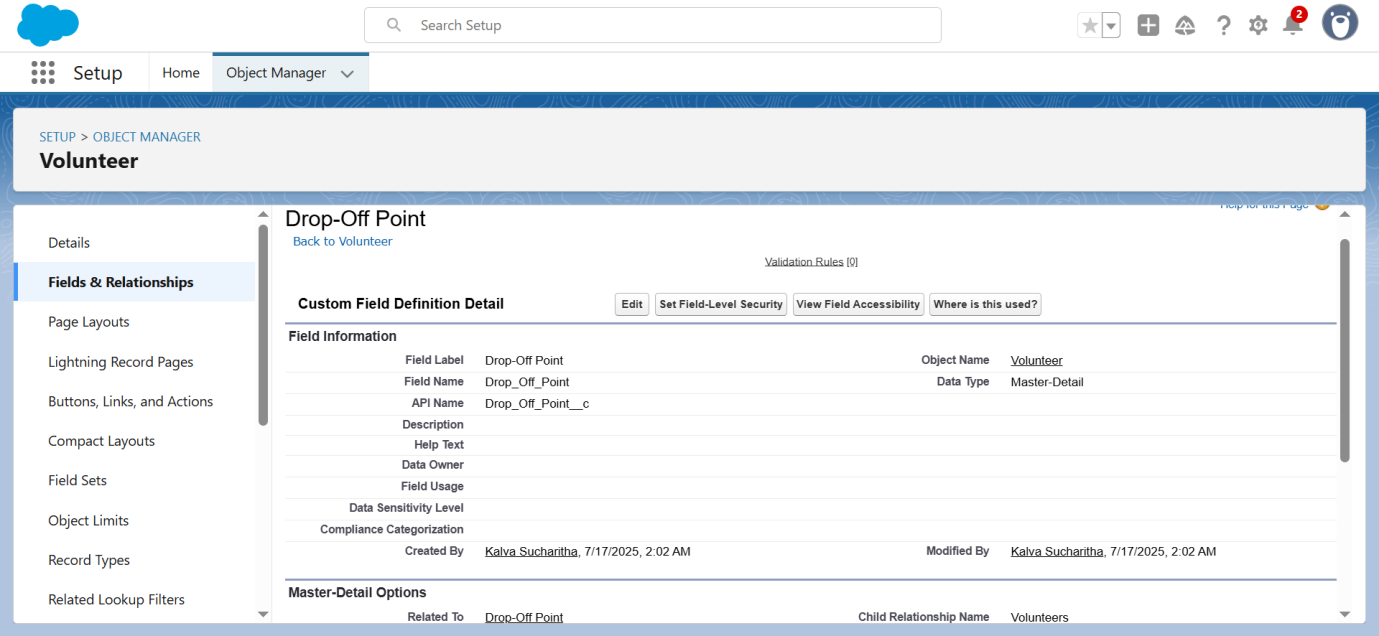 Search Setup
2
Setup
Home
Object Manager
SETUP > OBJECT MANAGER
Volunteer
Details
Fields & Relationships
Page Layouts
Lightning Record Pages
Buttons, Links, and Actions
Compact Layouts
Field Sets
Object Limits
Record Types
Related Lookup Filters
Help for this Page
Drop-Off Point
Back to Volunteer
Validation Rules [0]
Custom Field Definition Detail
Edit
Set Field-Level Security
View Field Accessibility
Where is this used?
Field Information
Field Label Drop-Off Point Object Name Volunteer
Field Name Drop_Off_Point Data Type Master-Detail
API Name Drop_Off_Point__c
Description
Help Text
Data Owner
Field Usage
Data Sensitivity Level
Compliance Categorization
Created By Kalva Sucharitha, 7/17/2025, 2:02 AM Modified By Kalva Sucharitha, 7/17/2025, 2:02 AM
Master-Detail Options
Related To Drop-Off Point Child Relationship Name Volunteers